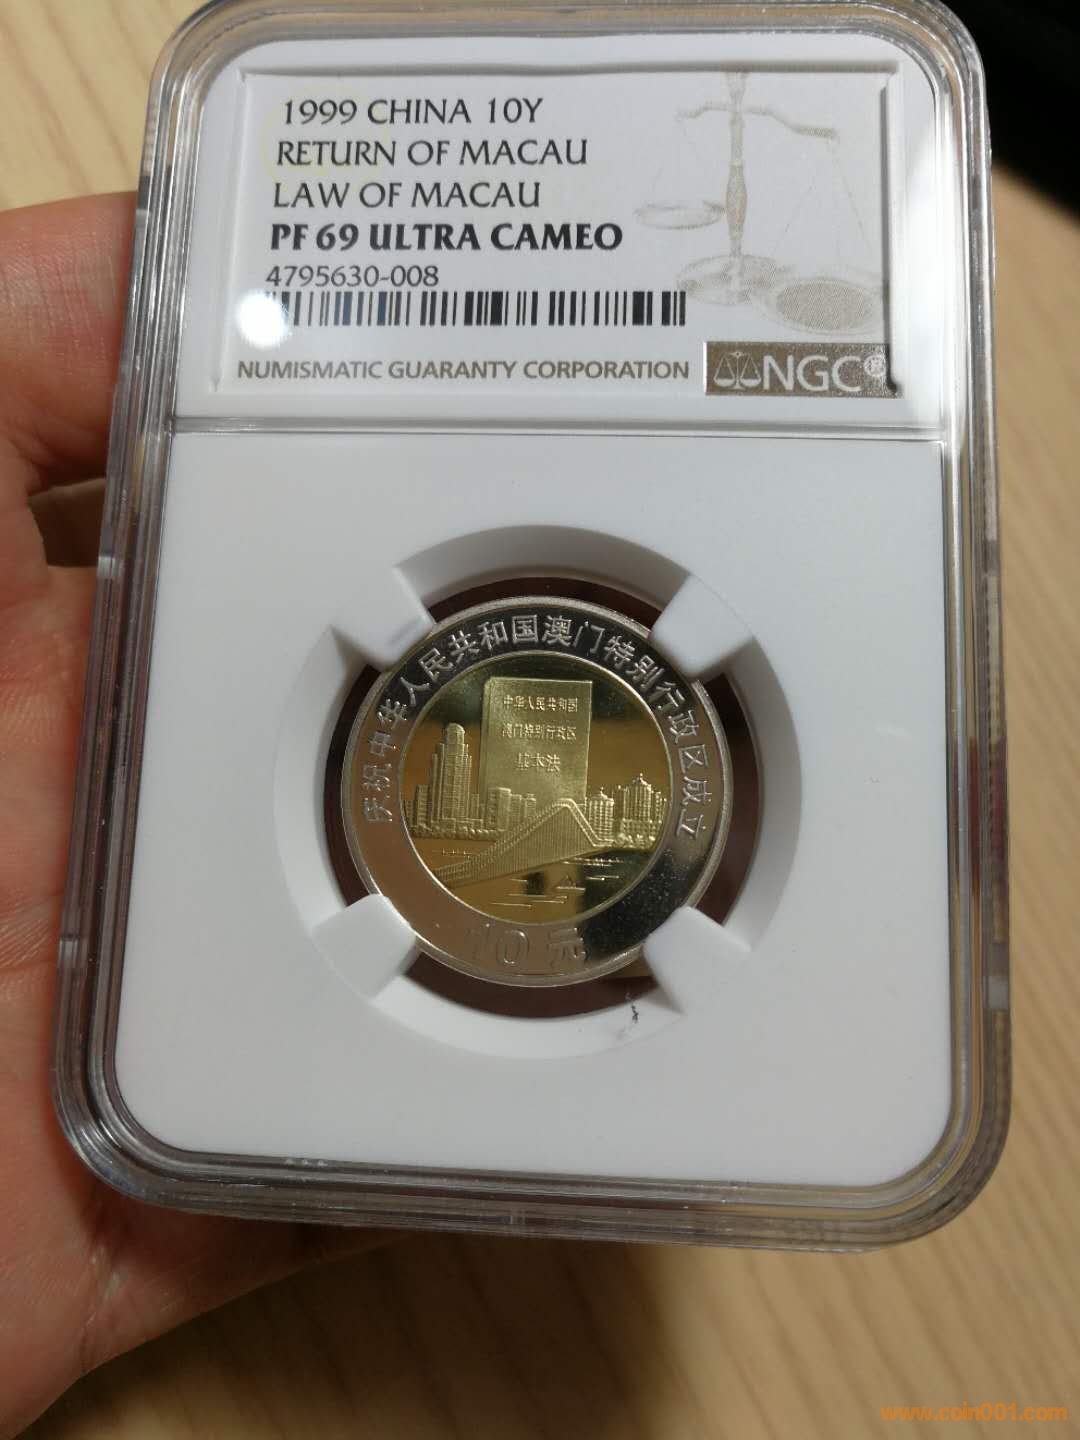 1999 CHINA 10Y
RETURN OF MACAU
LAW OF MACAU
PF 69 ULTRA CAMEO
4795630-008
NUMISMATIC GUARANTY CORPORATION
NGC®
庆祝中华人民共和国澳门特别行政区成立
中华人民共和国
澳门特别行政区
基本法
10元
www.coin001.com